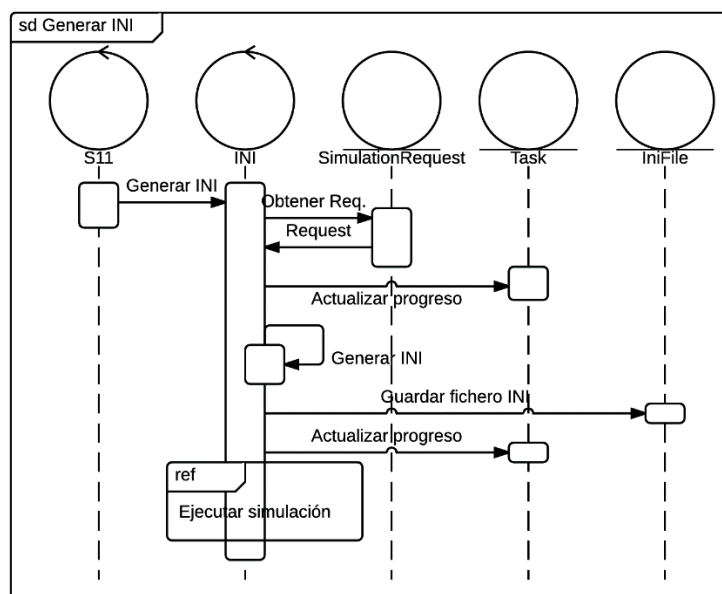 sd Generar INI
S11
INI
SimulationRequest
Task
IniFile
Generar INI
Obtener Req.
Request
Actualizar progreso
Generar INI
Guardar fichero INI
Actualizar progreso
ref
Ejecutar simulación